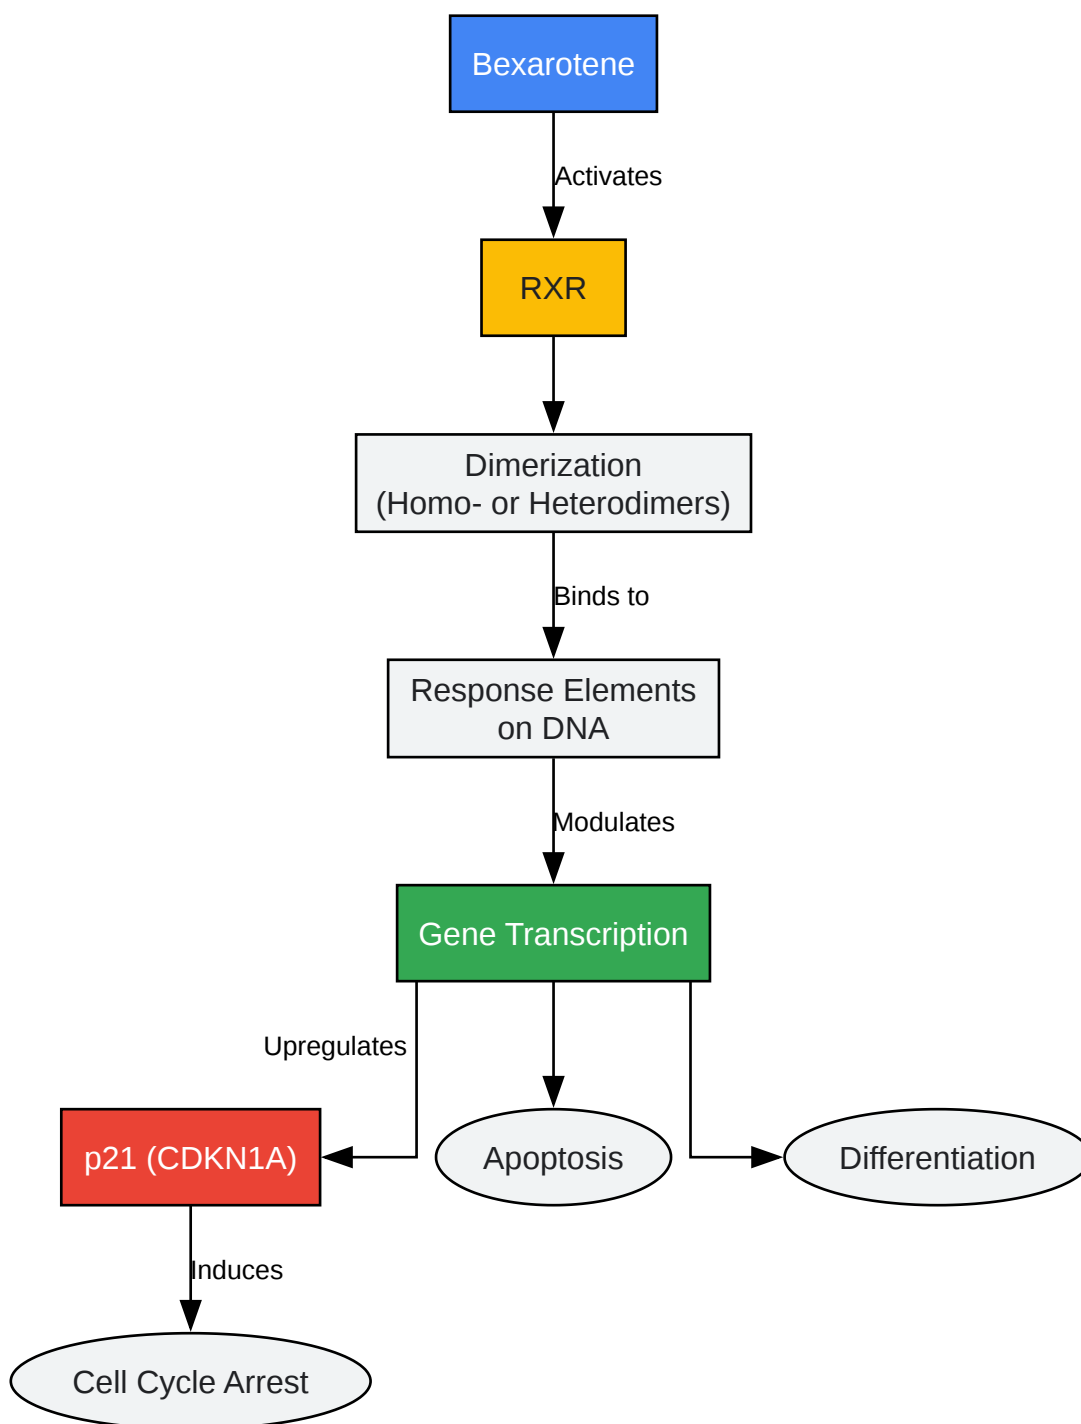 Bexarotene
Activates
RXR
Dimerization
(Homo- or Heterodimers)
Binds to
Response Elements
on DNA
Modulates
Gene Transcription
Upregulates
p21 (CDKN1A)
Apoptosis
Differentiation
Induces
Cell Cycle Arrest